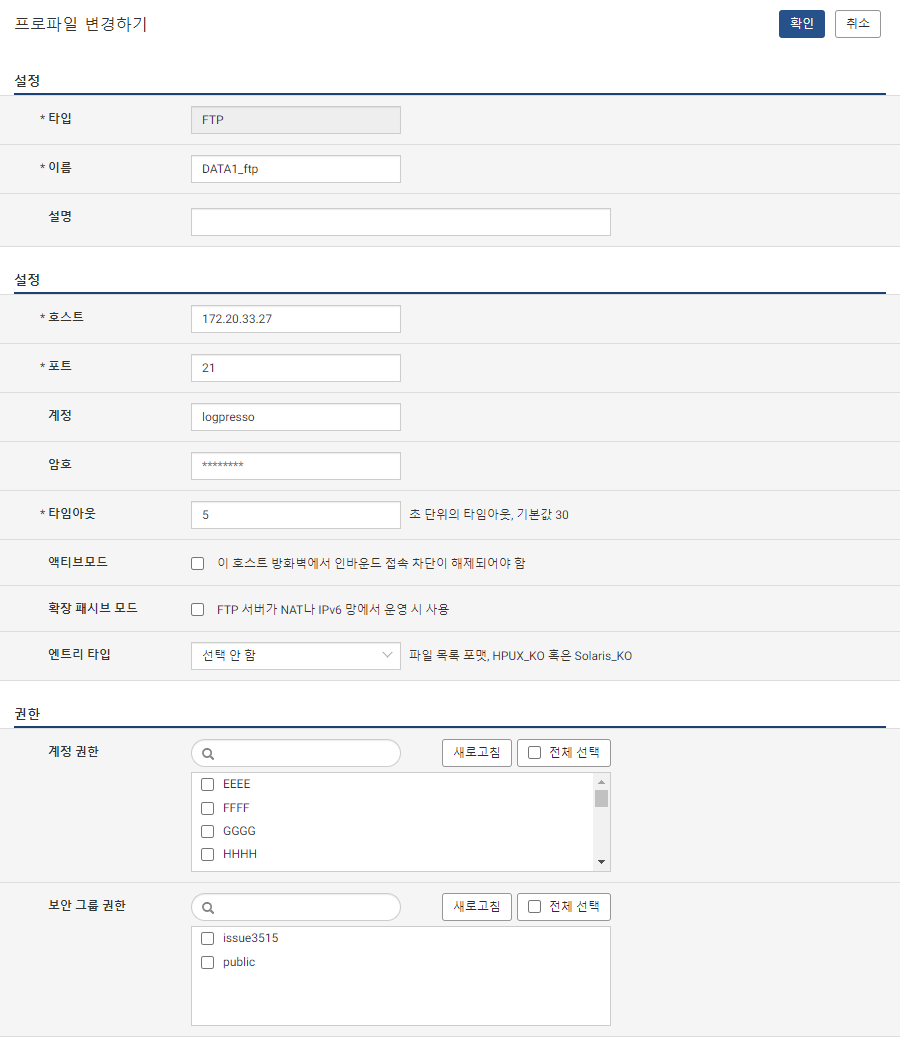 프로파일 변경하기
확인
취소
설정
* 타입
FTP
* 이름
DATA1_ftp
설명
설정
* 호스트
172.20.33.27
* 포트
21
계정
logpresso
암호
********
* 타임아웃
5
초 단위의 타임아웃, 기본값 30
액티브모드
이 호스트 방화벽에서 인바운드 접속 차단이 해제되어야 함
확장 패시브 모드
FTP 서버가 NAT나 IPv6 망에서 운영 시 사용
엔트리 타입
선택 안 함
파일 목록 포맷, HPUX_KO 혹은 Solaris_KO
권한
계정 권한
새로고침
전체 선택
EEEE
FFFF
GGGG
HHHH
보안 그룹 권한
새로고침
전체 선택
issue3515
public